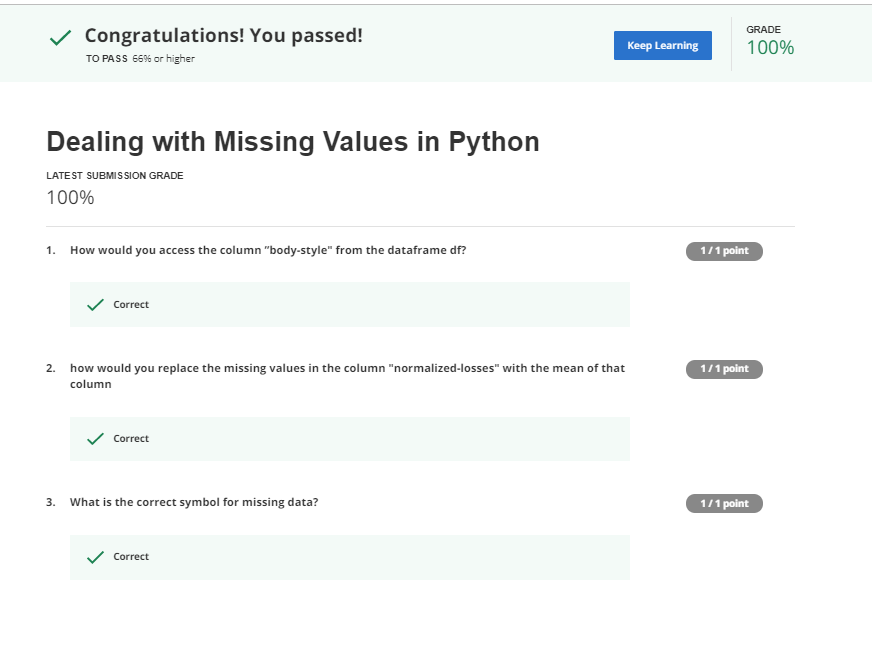 Congratulations! You passed!
TO PASS 66% or higher
Keep Learning
GRADE
100%
Dealing with Missing Values in Python
LATEST SUBMISSION GRADE
100%
1. How would you access the column "body-style" from the dataframe df?
1 / 1 point
Correct
2. how would you replace the missing values in the column "normalized-losses" with the mean of that
column
1 / 1 point
Correct
3. What is the correct symbol for missing data?
1 / 1 point
Correct